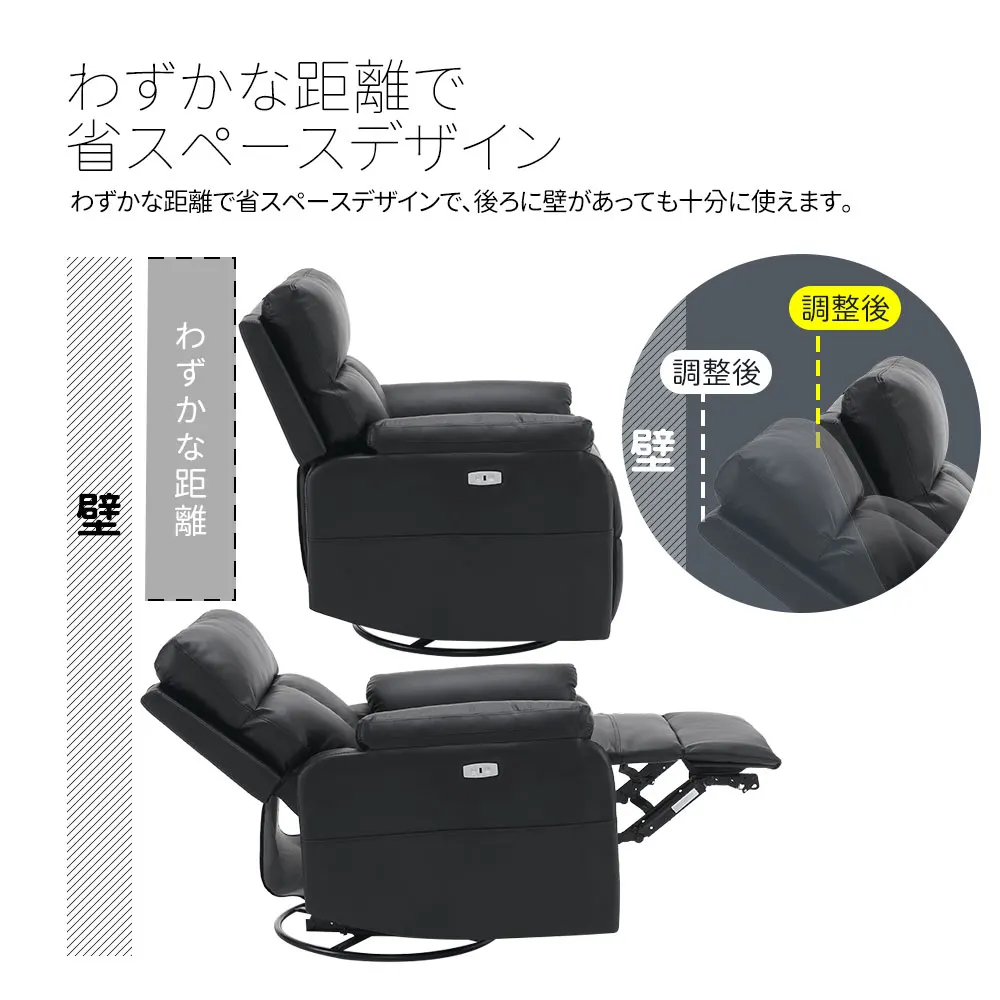 わずかな距離で
省スペースデザイン
わずかな距離で省スペースデザインで、後ろに壁があっても十分に使えます。
わずかな距離
壁
調整後
調整後
壁